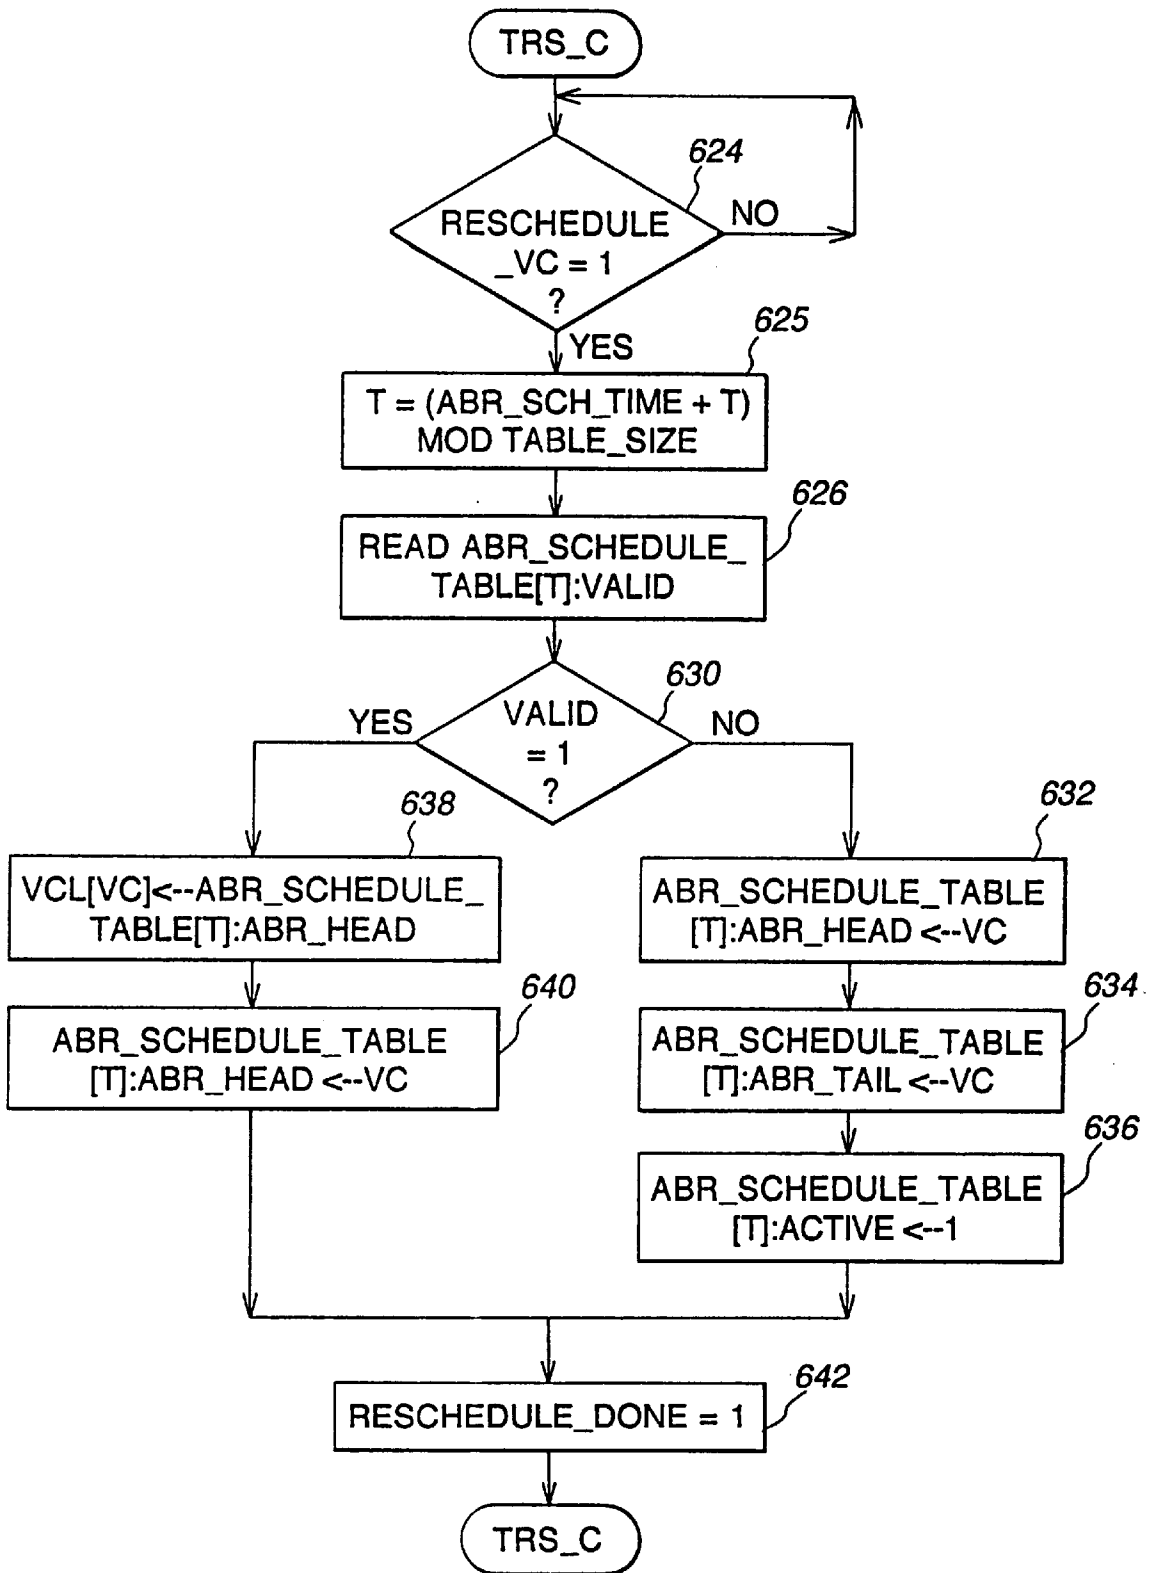 TRS_C
624
RESCHEDULE
_VC = 1
?
NO
YES
625
T = (ABR_SCH_TIME + T)
MOD TABLE_SIZE
626
READ ABR_SCHEDULE_
TABLE[T]:VALID
630
VALID
= 1
?
YES
NO
638
VCL[VC]<--ABR_SCHEDULE_
TABLE[T]:ABR_HEAD
640
ABR_SCHEDULE_TABLE
[T]:ABR_HEAD <--VC
632
ABR_SCHEDULE_TABLE
[T]:ABR_HEAD <--VC
634
ABR_SCHEDULE_TABLE
[T]:ABR_TAIL <--VC
636
ABR_SCHEDULE_TABLE
[T]:ACTIVE <--1
642
RESCHEDULE_DONE = 1
TRS_C